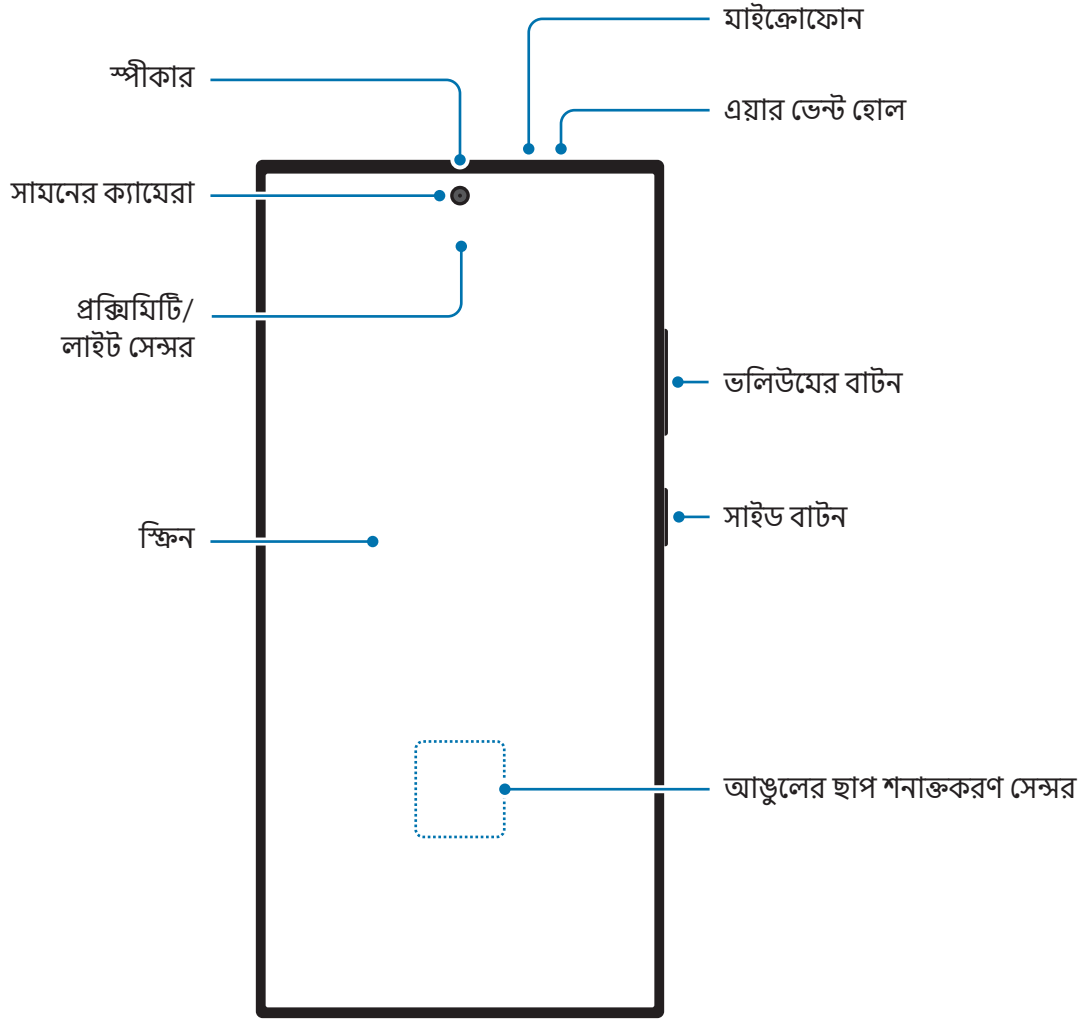 মাইক্রোফোন
স্পীকার
এয়ার ভেন্ট হোল
সামনের ক্যামেরা
প্রক্সিমিটি/
লাইট সেন্সর
ভলিউমের বাটন
সাইড বাটন
স্ক্রিন
আঙুলের ছাপ শনাক্তকরণ সেন্সর